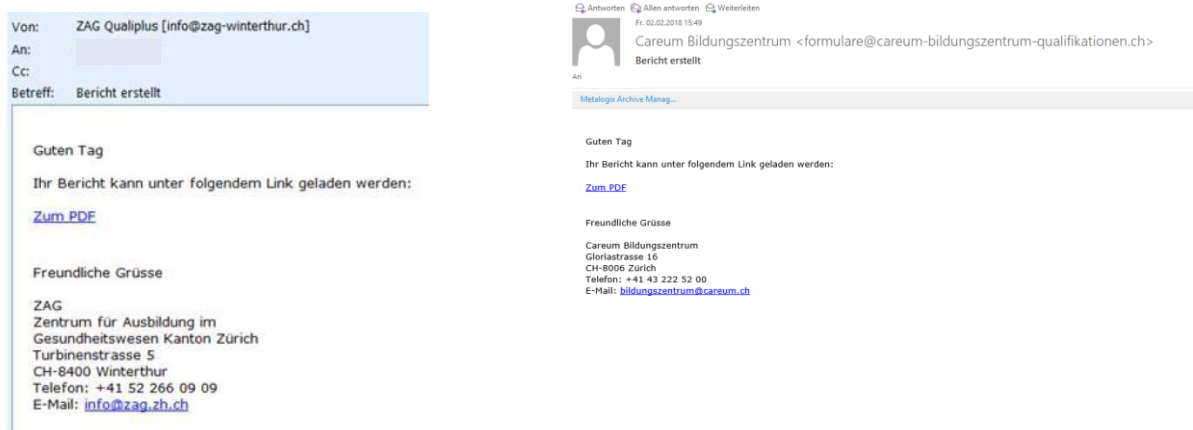 Von: ZAG Qualiplus [info@zag-winterthur.ch]
An:
Cc:
Betreff: Bericht erstellt
Guten Tag
Ihr Bericht kann unter folgendem Link geladen werden:
Zum PDF
Freundliche Grüsse
ZAG
Zentrum für Ausbildung im
Gesundheitswesen Kanton Zürich
Turbinenstrasse 5
CH-8400 Winterthur
Telefon: +41 52 266 09 09
E-Mail: info@zag.zh.ch
Antworten Allen antworten Weiterleiten
Fr. 02.02.2018 15:49
Careum Bildungszentrum <formulare@careum-bildungszentrum-qualifikationen.ch>
Bericht erstellt
An
Metalogix Archive Manag...
Guten Tag
Ihr Bericht kann unter folgendem Link geladen werden:
Zum PDF
Freundliche Grüsse
Careum Bildungszentrum
Gloriastrasse 16
CH-8006 Zürich
Telefon: +41 43 222 52 00
E-Mail: bildungszentrum@careum.ch